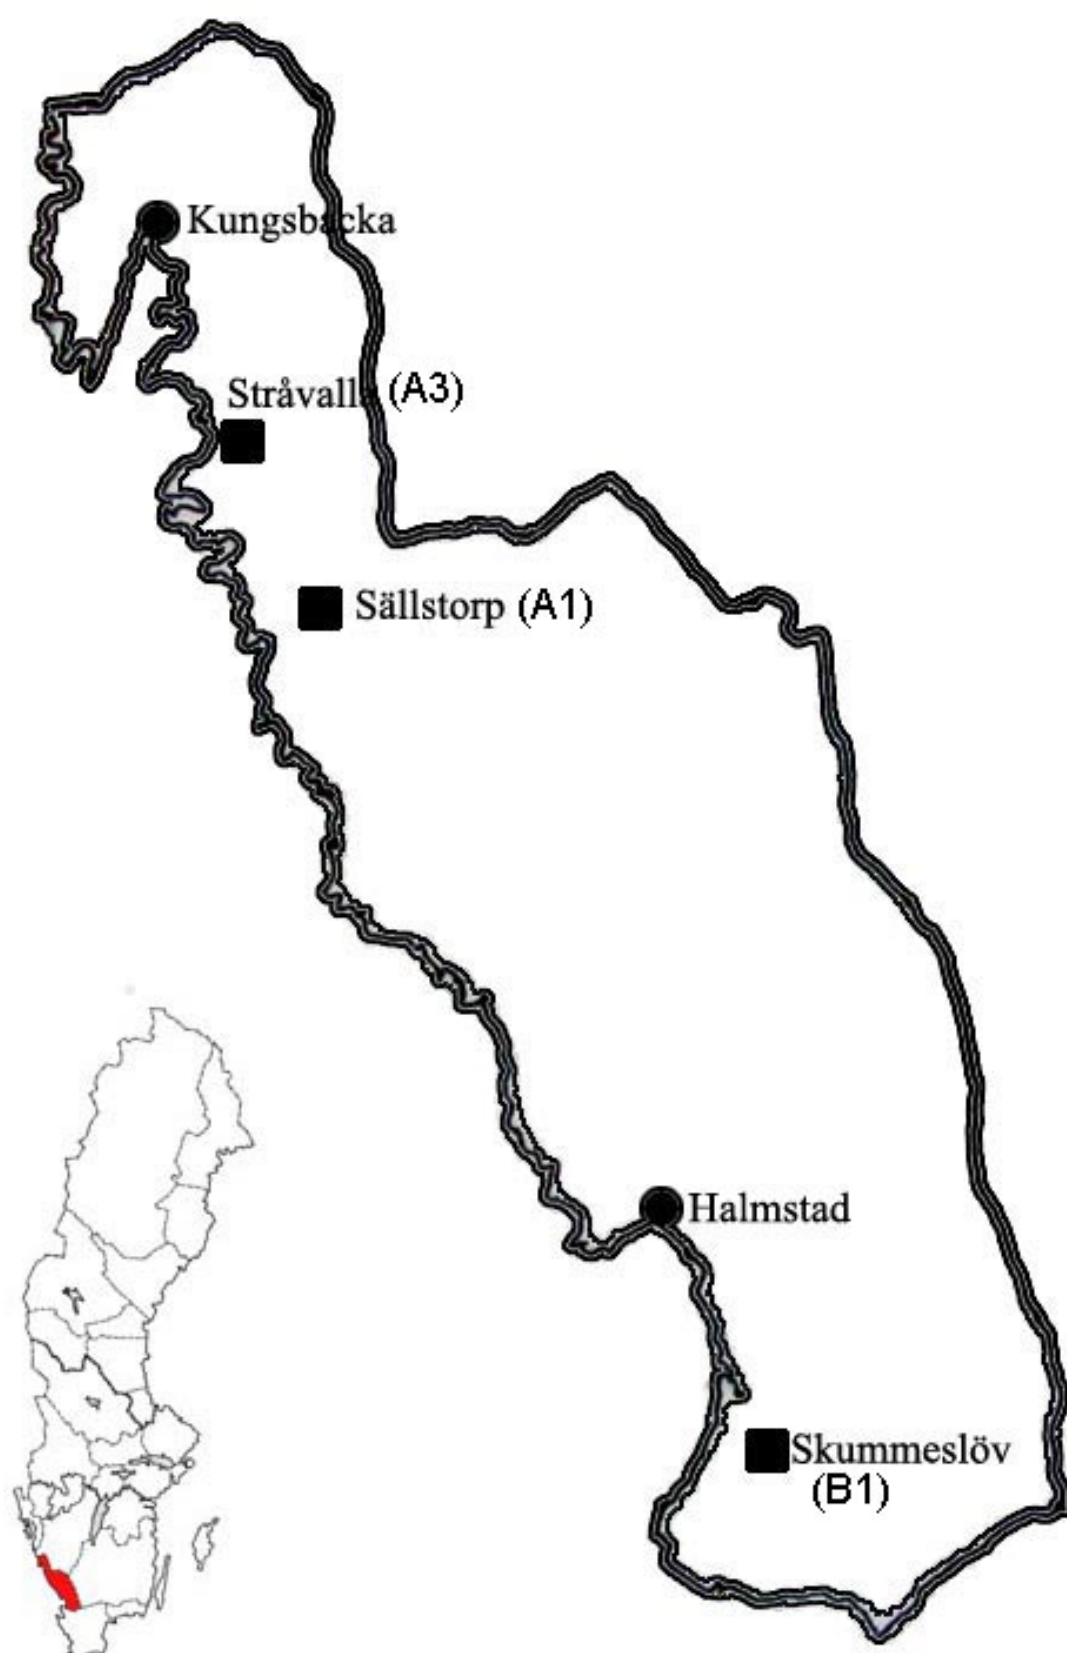 Kungsbacka
Stråvalla (A3)
Sällstorp (A1)
Halmstad
Skummeslöv
(B1)